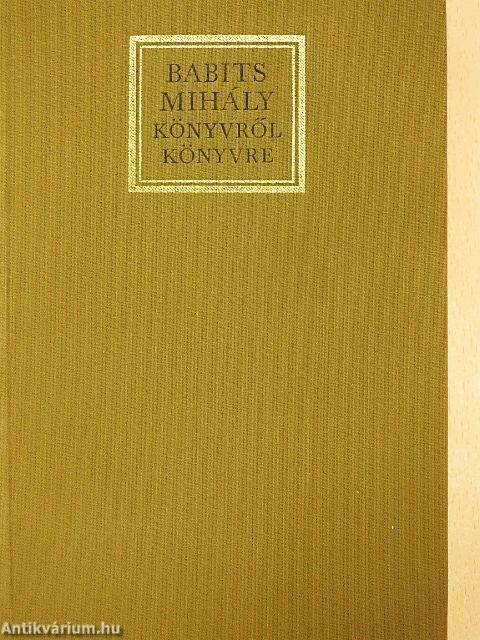 BABITS
MIHÁLY
KÖNYVRŐL
KÖNYVRE
Antikvárium.hu